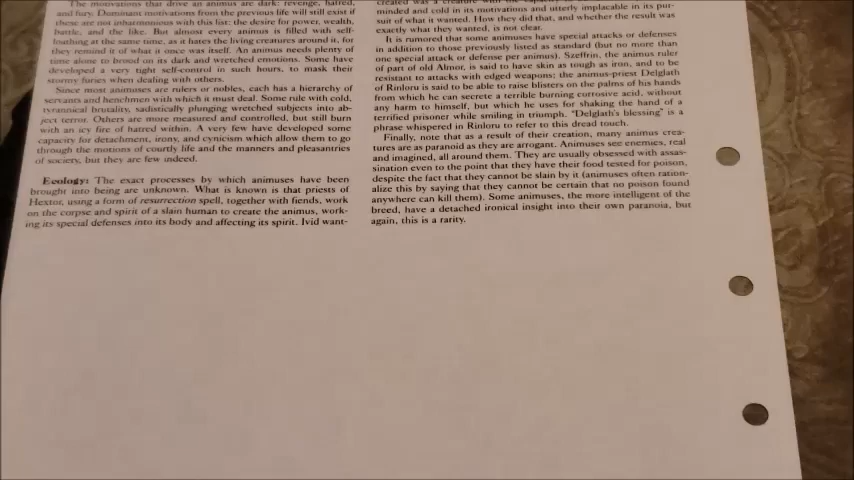 The motivations that drive an animus are dark: revenge, hatred,
and fury. Dominant motivations from the previous life will still exist if
these are not inharmonious with this list: the desire for power, wealth,
battle, and the like. But almost every animus is filled with self-
loathing at the same time, as it hates the living creatures around it, for
they remind it of what it once was itself. An animus needs plenty of
time alone to brood on its dark and wretched emotions. Some have
developed a very tight self-control in such hours, to mask their
stormy furies when dealing with others.
Since most animuses are rulers or nobles, each has a hierarchy of
servants and henchmen with which it must deal. Some rule with cold,
tyrannical brutality, sadistically plunging wretched subjects into ab-
ject terror. Others are more measured and controlled, but still burn
with an icy fire of hatred within. A very few have developed some
capacity for detachment, irony, and cynicism which allow them to go
through the motions of courtly life and the manners and pleasantries
of society, but they are few indeed.
Ecology: The exact processes by which animuses have been
brought into being are unknown. What is known is that priests of
Hextor, using a form of resurrection spell, together with fiends, work
on the corpse and spirit of a slain human to create the animus, work-
ing its special defenses into its body and affecting its spirit. Ivid want-
created was a creature with the
minded and cold in its motivations and utterly implacable in its pur-
suit of what it wanted. How they did that, and whether the result was
exactly what they wanted, is not clear.
It is rumored that some animuses have special attacks or defenses
in addition to those previously listed as standard (but no more than
one special attack or defense per animus). Szeffrin, the animus ruler
of part of old Almor, is said to have skin as tough as iron, and to be
resistant to attacks with edged weapons; the animus-priest Delglath
of Rinloru is said to be able to raise blisters on the palms of his hands
from which he can secrete a terrible burning corrosive acid, without
any harm to himself, but which he uses for shaking the hand of a
terrified prisoner while smiling in triumph. "Delglath's blessing" is a
phrase whispered in Rinloru to refer to this dread touch.
Finally, note that as a result of their creation, many animus crea-
tures are as paranoid as they are arrogant. Animuses see enemies, real
and imagined, all around them. They are usually obsessed with assas-
sination even to the point that they have their food tested for poison,
despite the fact that they cannot be slain by it (animuses often ration-
alize this by saying that they cannot be certain that no poison found
anywhere can kill them). Some animuses, the more intelligent of the
breed, have a detached ironical insight into their own paranoia, but
again, this is a rarity.